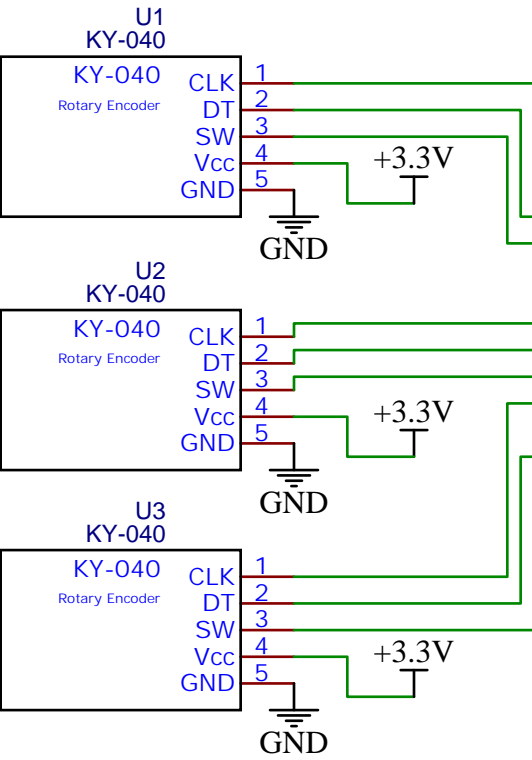 U1
KY-040
KY-040
Rotary Encoder
CLK 1
DT 2
SW 3
Vcc 4
GND 5
+3.3V
GND
U2
KY-040
KY-040
Rotary Encoder
CLK 1
DT 2
SW 3
Vcc 4
GND 5
+3.3V
GND
U3
KY-040
KY-040
Rotary Encoder
CLK 1
DT 2
SW 3
Vcc 4
GND 5
+3.3V
GND